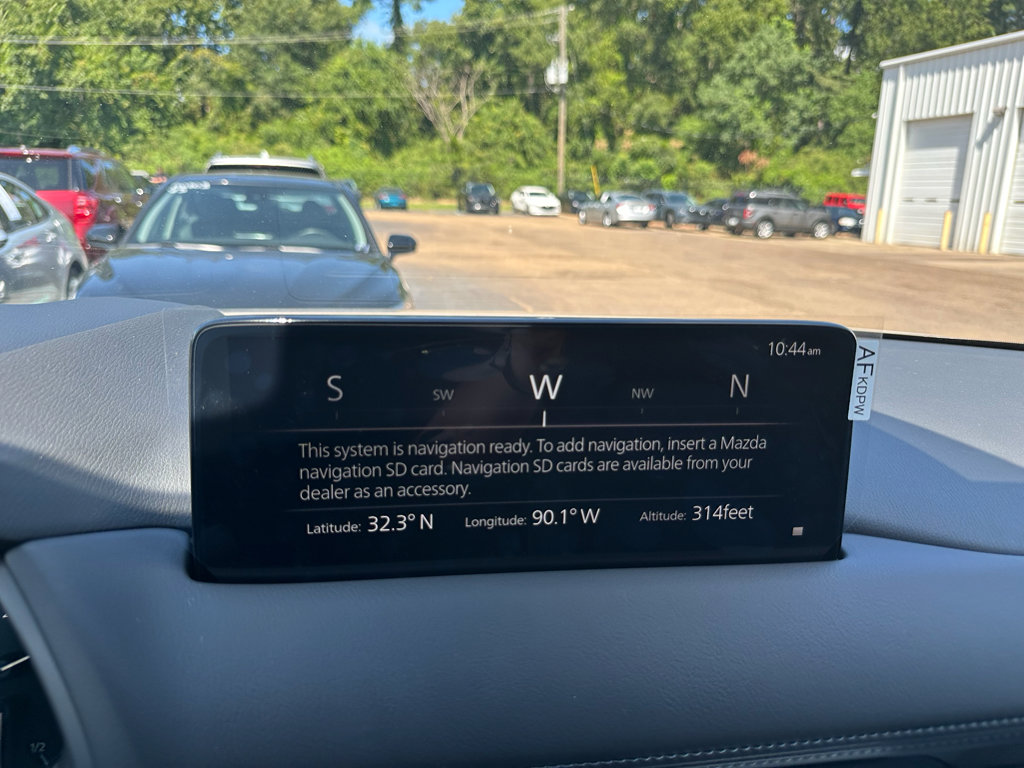 10:44am
S SW W NW N
This system is navigation ready. To add navigation, insert a Mazda
navigation SD card. Navigation SD cards are available from your
dealer as an accessory.
Latitude: 32.3° N Longitude: 90.1° W Altitude: 314feet
AF KDPW
1/2